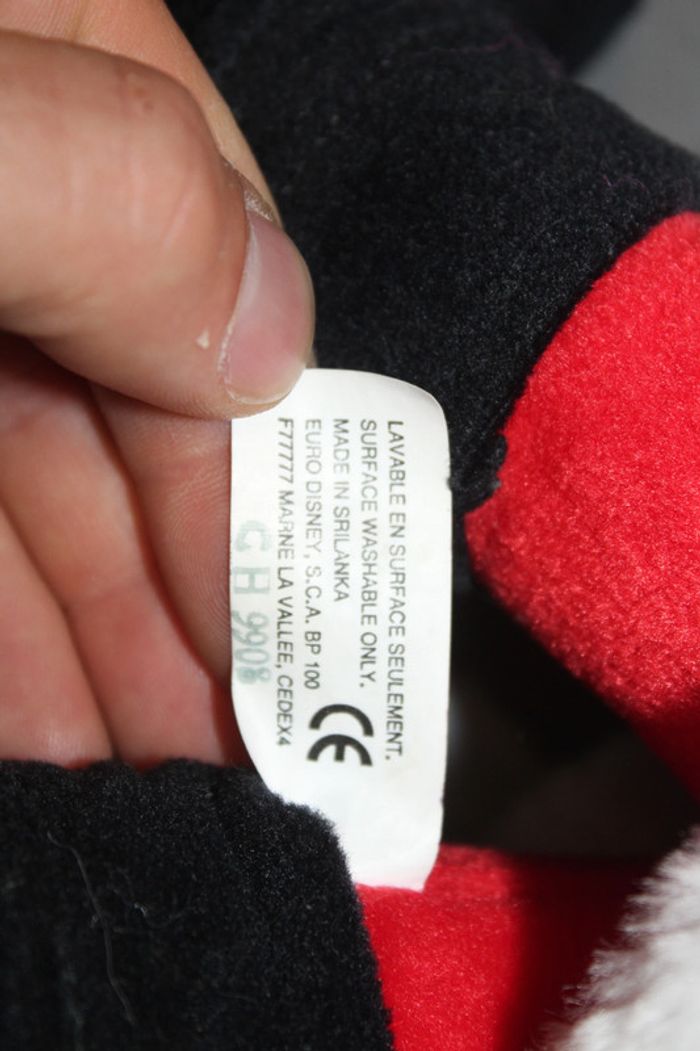 LAVABLE EN SURFACE SEULEMENT.
SURFACE WASHABLE ONLY.
MADE IN SRILANKA
EURO DISNEY, S.C.A. BP 100
F77777 MARNE LA VALLEE, CEDEX4
CE
GH 9908